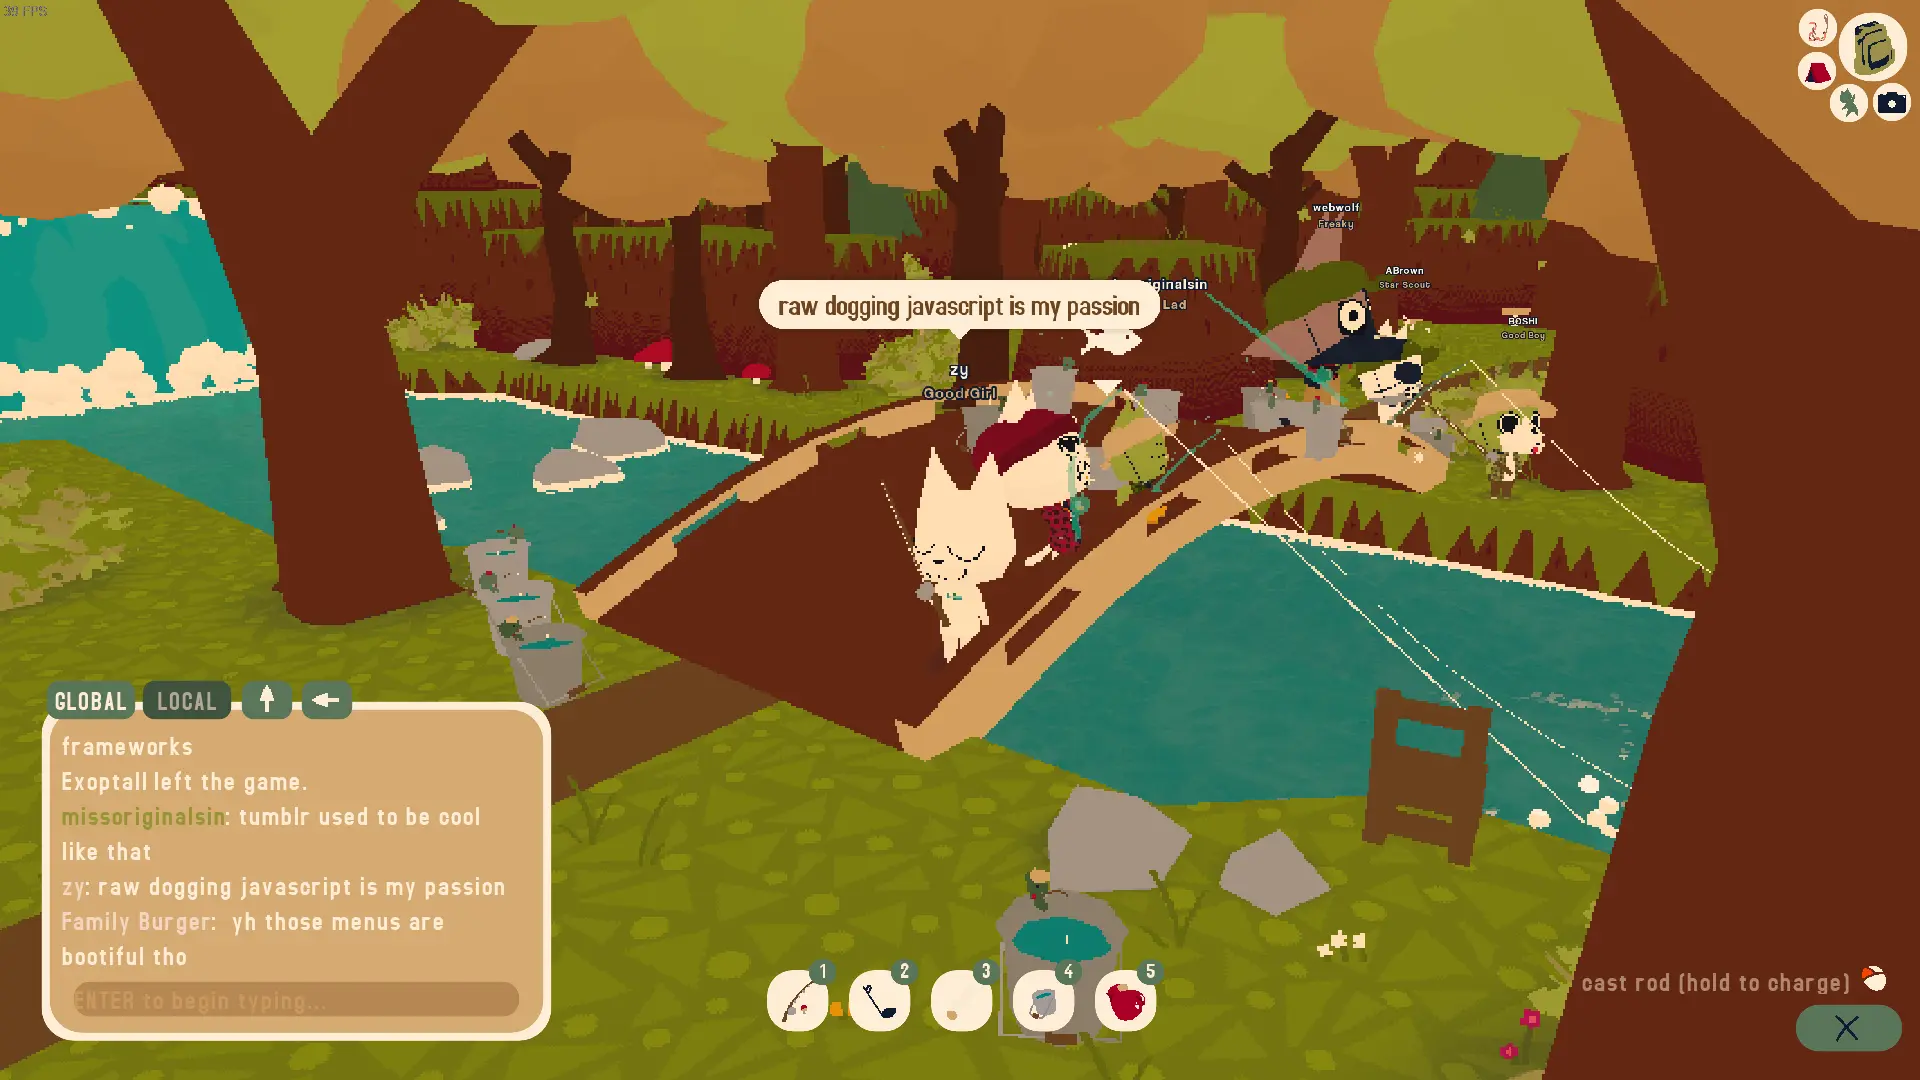 39 FPS
webwolf
Freaky
ABrown
Star Scout
iginalsin
Lad
raw dogging javascript is my passion
BOSHI
Good Boy
zy
Good Girl
GLOBAL LOCAL
frameworks
Exoptall left the game.
missoriginalsin: tumblr used to be cool
like that
zy: raw dogging javascript is my passion
Family Burger: yh those menus are
bootiful tho
ENTER to begin typing...
1 2 3 4 5
cast rod (hold to charge)
X